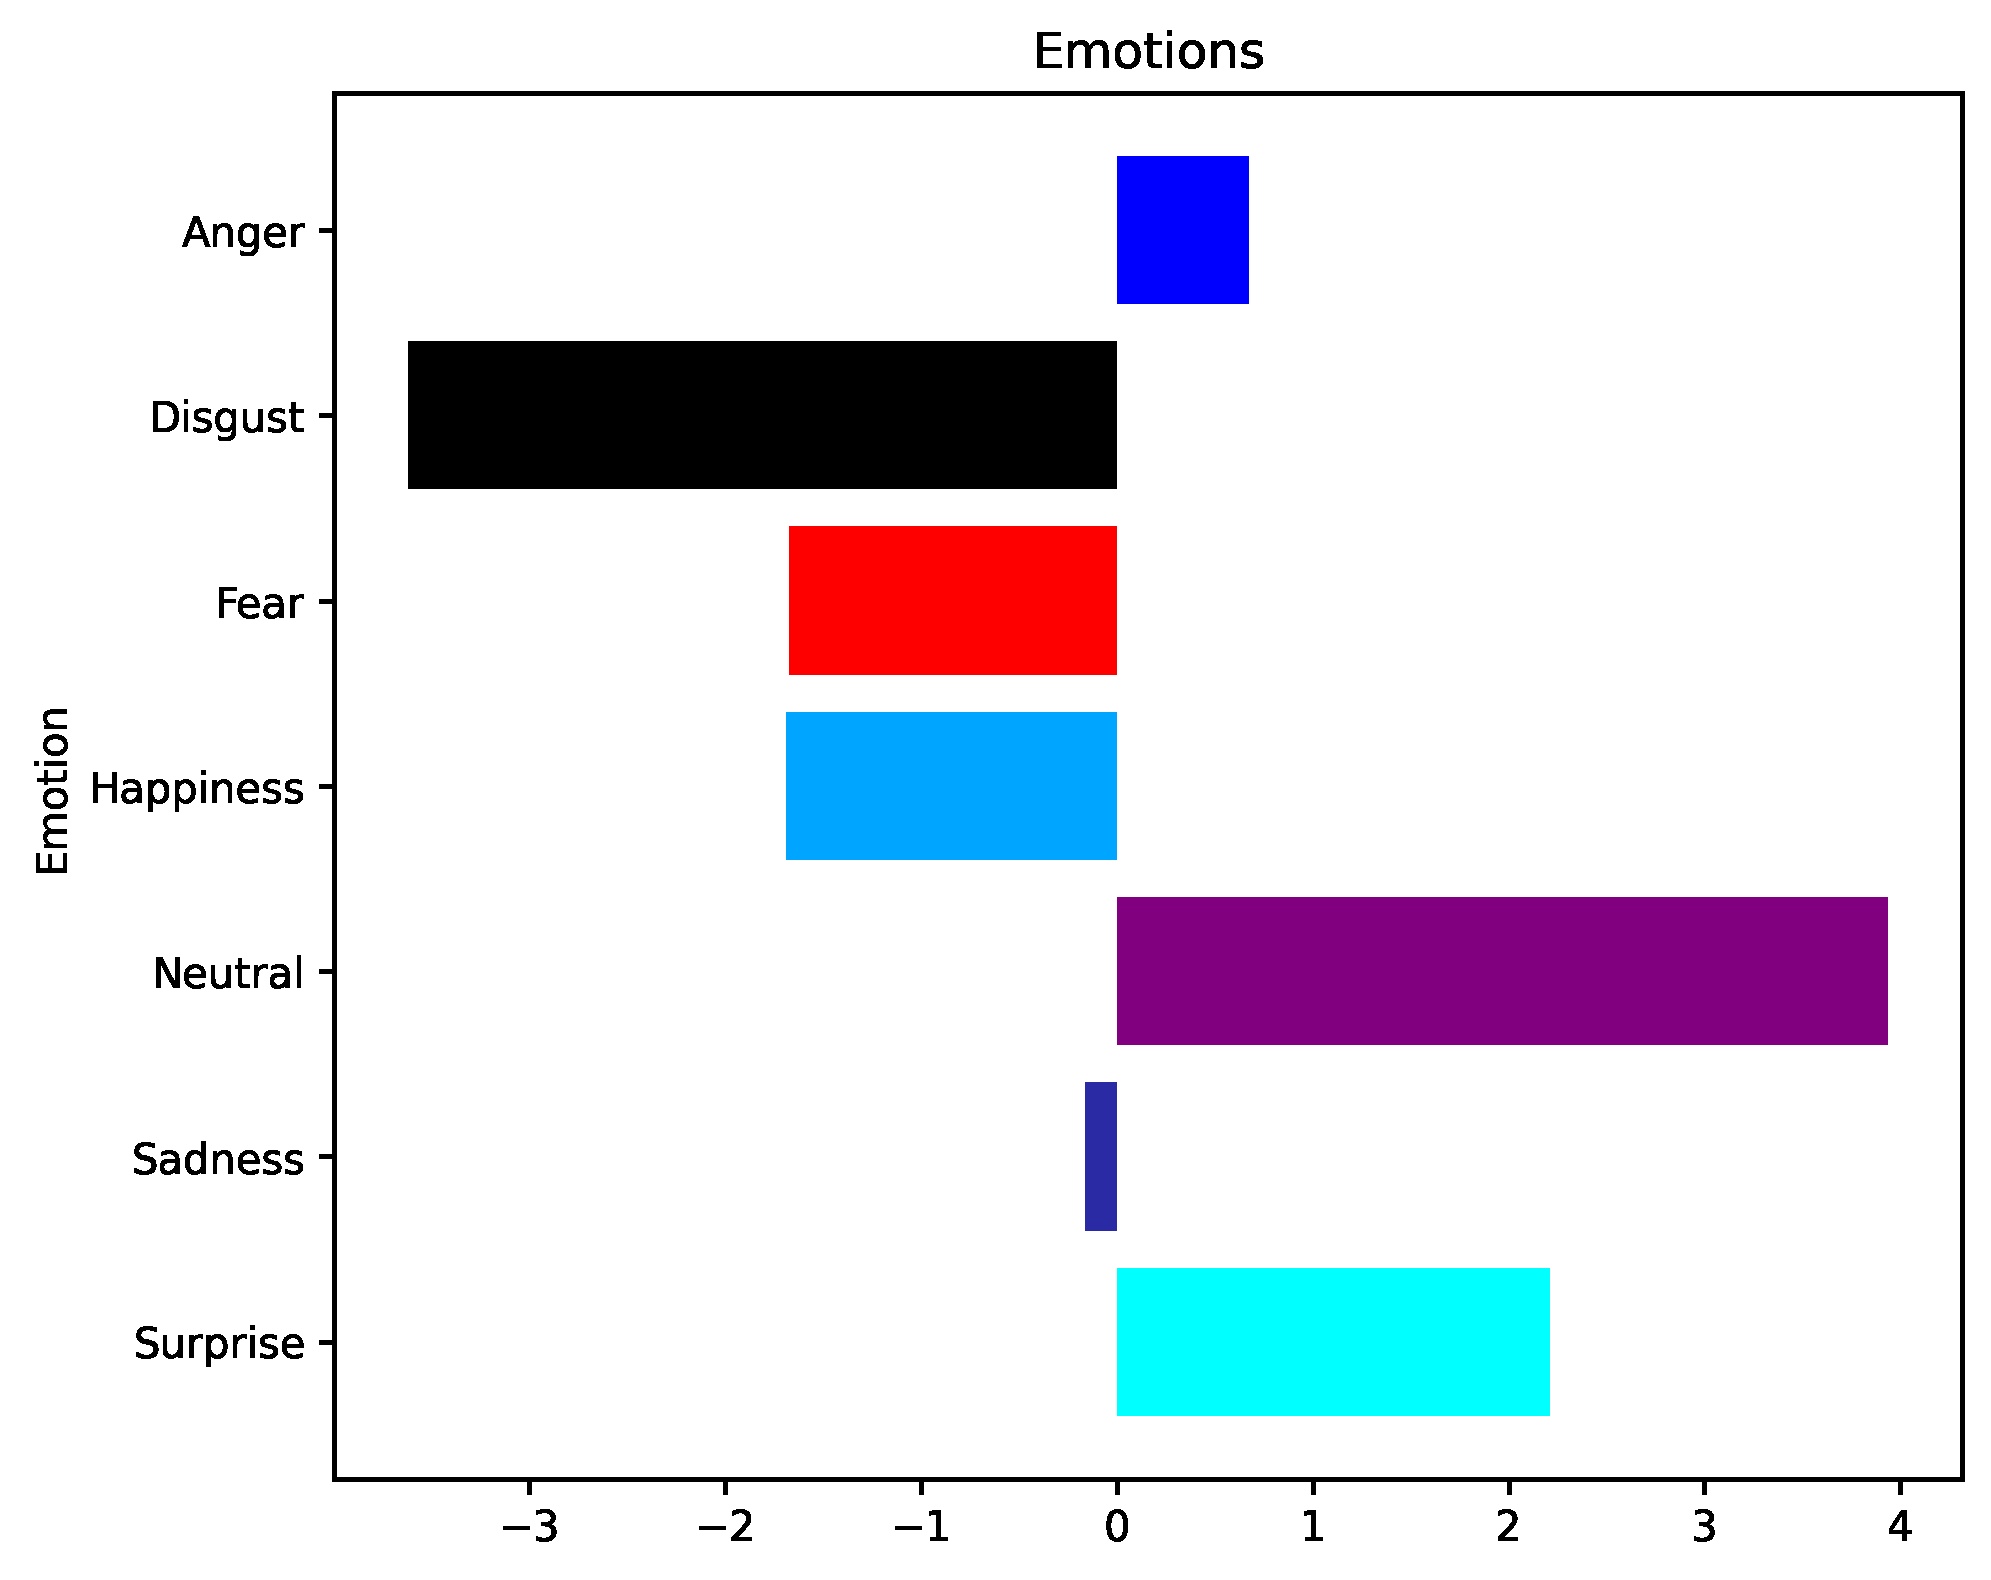 Emotions
Anger
Disgust
Fear
Happiness
Neutral
Sadness
Surprise
Emotion
−3 −2 −1 0 1 2 3 4